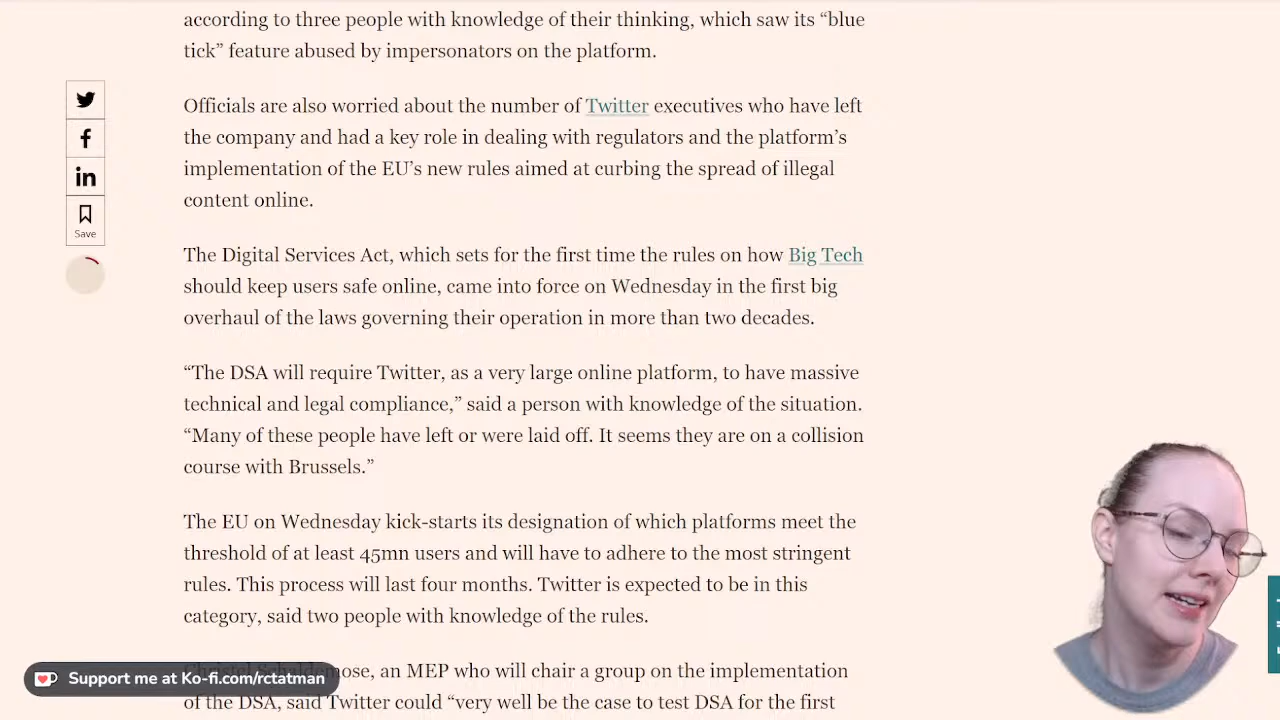 according to three people with knowledge of their thinking, which saw its “blue
tick” feature abused by impersonators on the platform.
Officials are also worried about the number of Twitter executives who have left
the company and had a key role in dealing with regulators and the platform’s
implementation of the EU’s new rules aimed at curbing the spread of illegal
content online.
Save
The Digital Services Act, which sets for the first time the rules on how Big Tech
should keep users safe online, came into force on Wednesday in the first big
overhaul of the laws governing their operation in more than two decades.
“The DSA will require Twitter, as a very large online platform, to have massive
technical and legal compliance,” said a person with knowledge of the situation.
“Many of these people have left or were laid off. It seems they are on a collision
course with Brussels.”
The EU on Wednesday kick-starts its designation of which platforms meet the
threshold of at least 45mn users and will have to adhere to the most stringent
rules. This process will last four months. Twitter is expected to be in this
category, said two people with knowledge of the rules.
an MEP who will chair a group on the implementation
Support me at Ko-fi.com/rctatman
of the DSA, said Twitter could “very well be the case to test DSA for the first